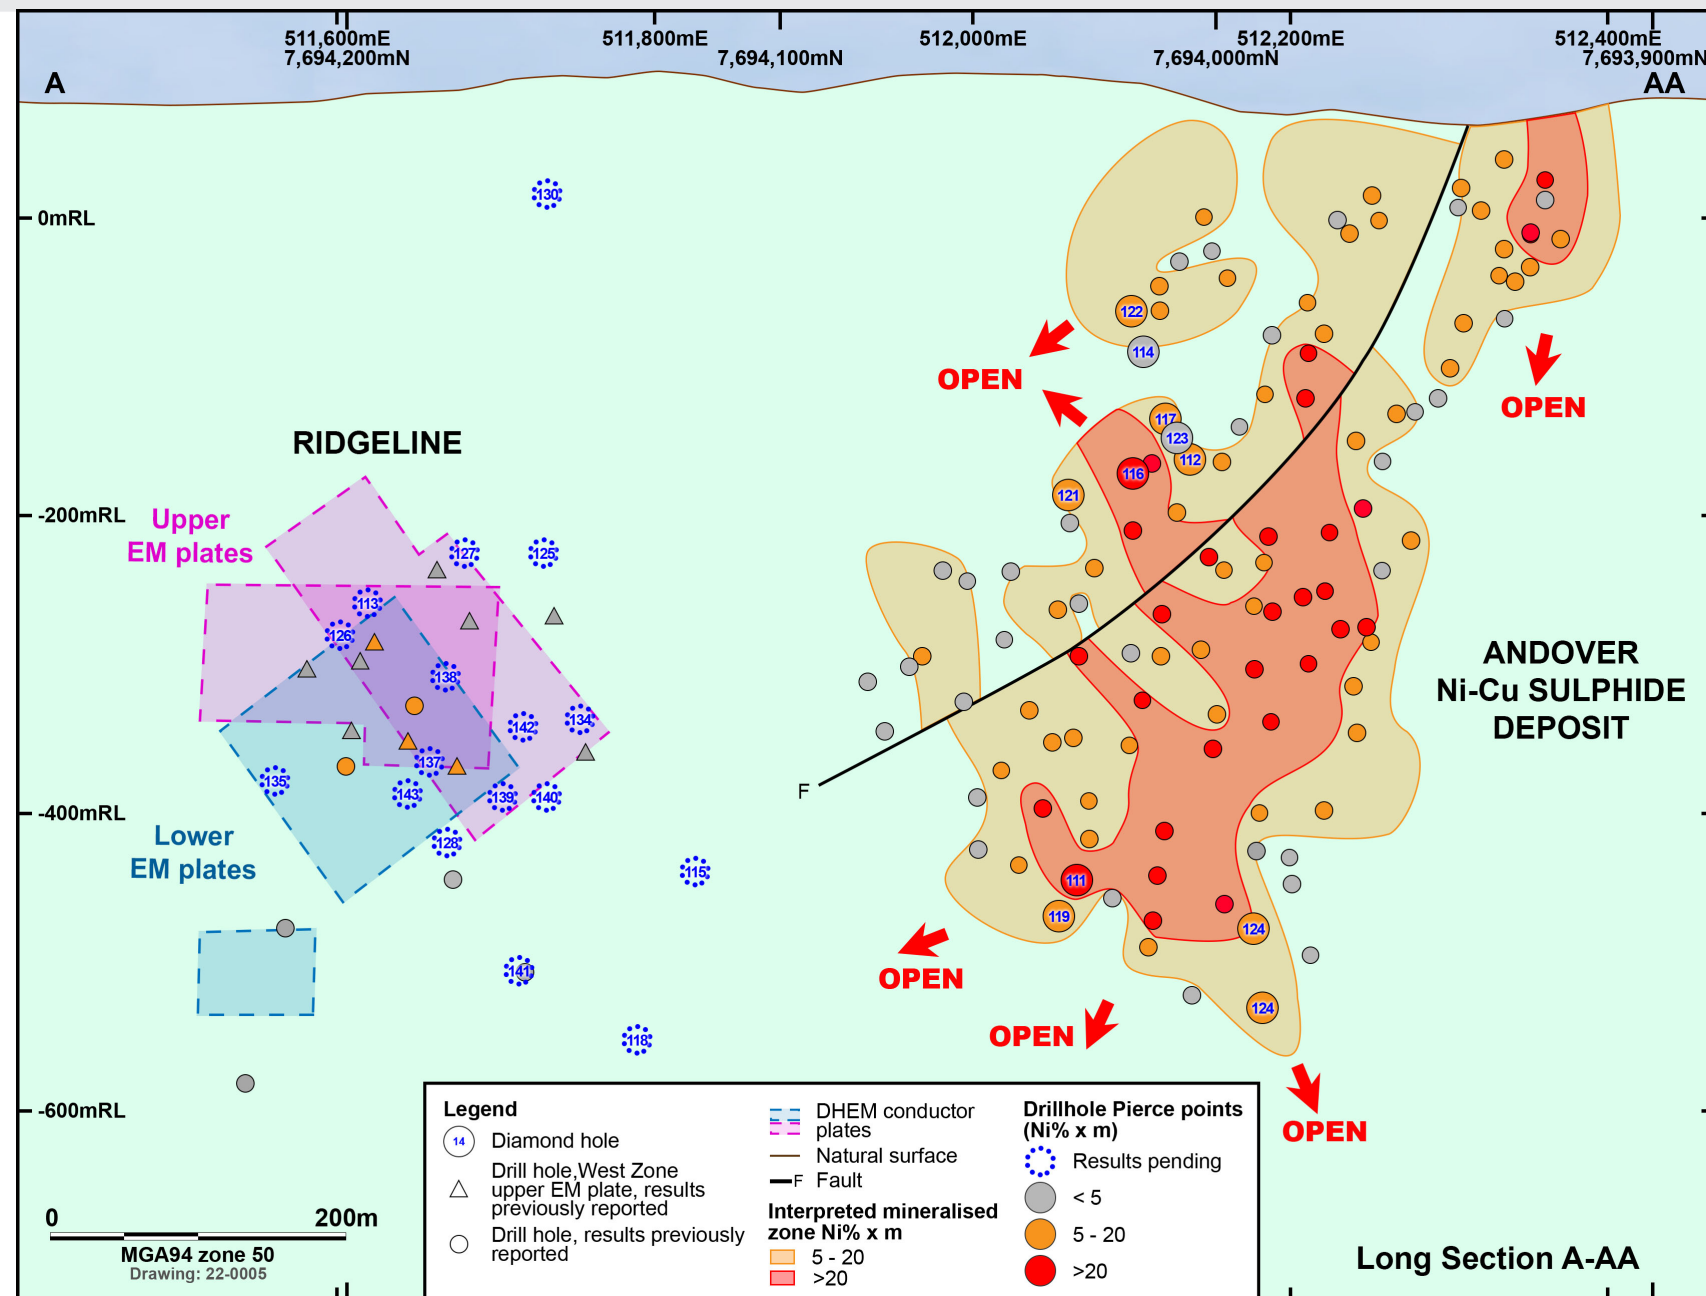 511,600mE
7,694,200mN
511,800mE
7,694,100mN
512,000mE
512,200mE
7,694,000mN
512,400mE
7,693,900mN
A
AA
0mRL
-200mRL
-400mRL
-600mRL
130
122
114
OPEN
OPEN
117
123
112
116
121
RIDGELINE
Upper
EM plates
127
125
113
126
138
142
134
137
135
143
139
140
128
Lower
EM plates
115
141
118
ANDOVER
Ni-Cu SULPHIDE
DEPOSIT
F
111
119
124
124
OPEN
OPEN
OPEN
Legend
14
Diamond hole
Drill hole,West Zone
upper EM plate, results
previously reported
Drill hole, results previously
reported
DHEM conductor
plates
Natural surface
F Fault
Interpreted mineralised
zone Ni% x m
5 - 20
>20
Drillhole Pierce points
(Ni% x m)
Results pending
< 5
5 - 20
>20
0 200m
MGA94 zone 50
Drawing: 22-0005
Long Section A-AA